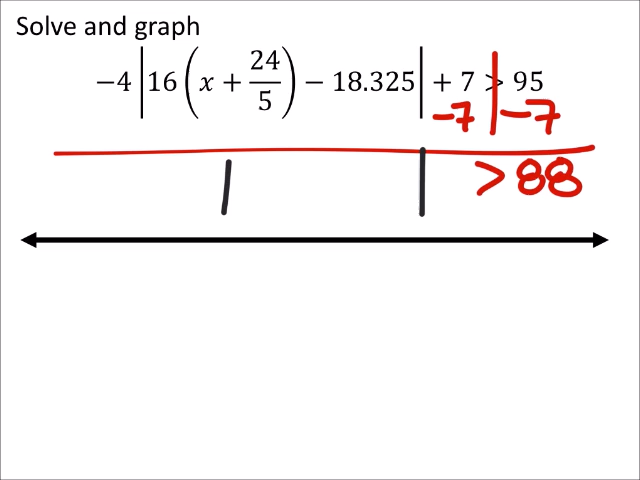 Solve and graph
−4 |16 (x + 24/5) − 18.325| + 7 > 95
−7 | −7
| | > 88